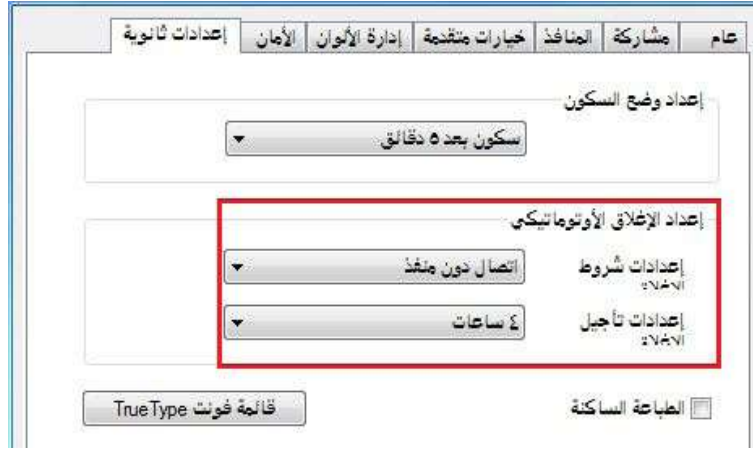 عام مشاركة المنافذ خيارات متقدمة إدارة الألوان الأمان إعدادات ثانوية
إعداد وضع السكون
سكون بعد ٥ دقائق
إعداد الإغلاق الأوتوماتيكي
إعدادات شروط اتصال دون منفذ
إعدادات تأجيل ٤ ساعات
الطباعة الساكنة قائمة فونت TrueType